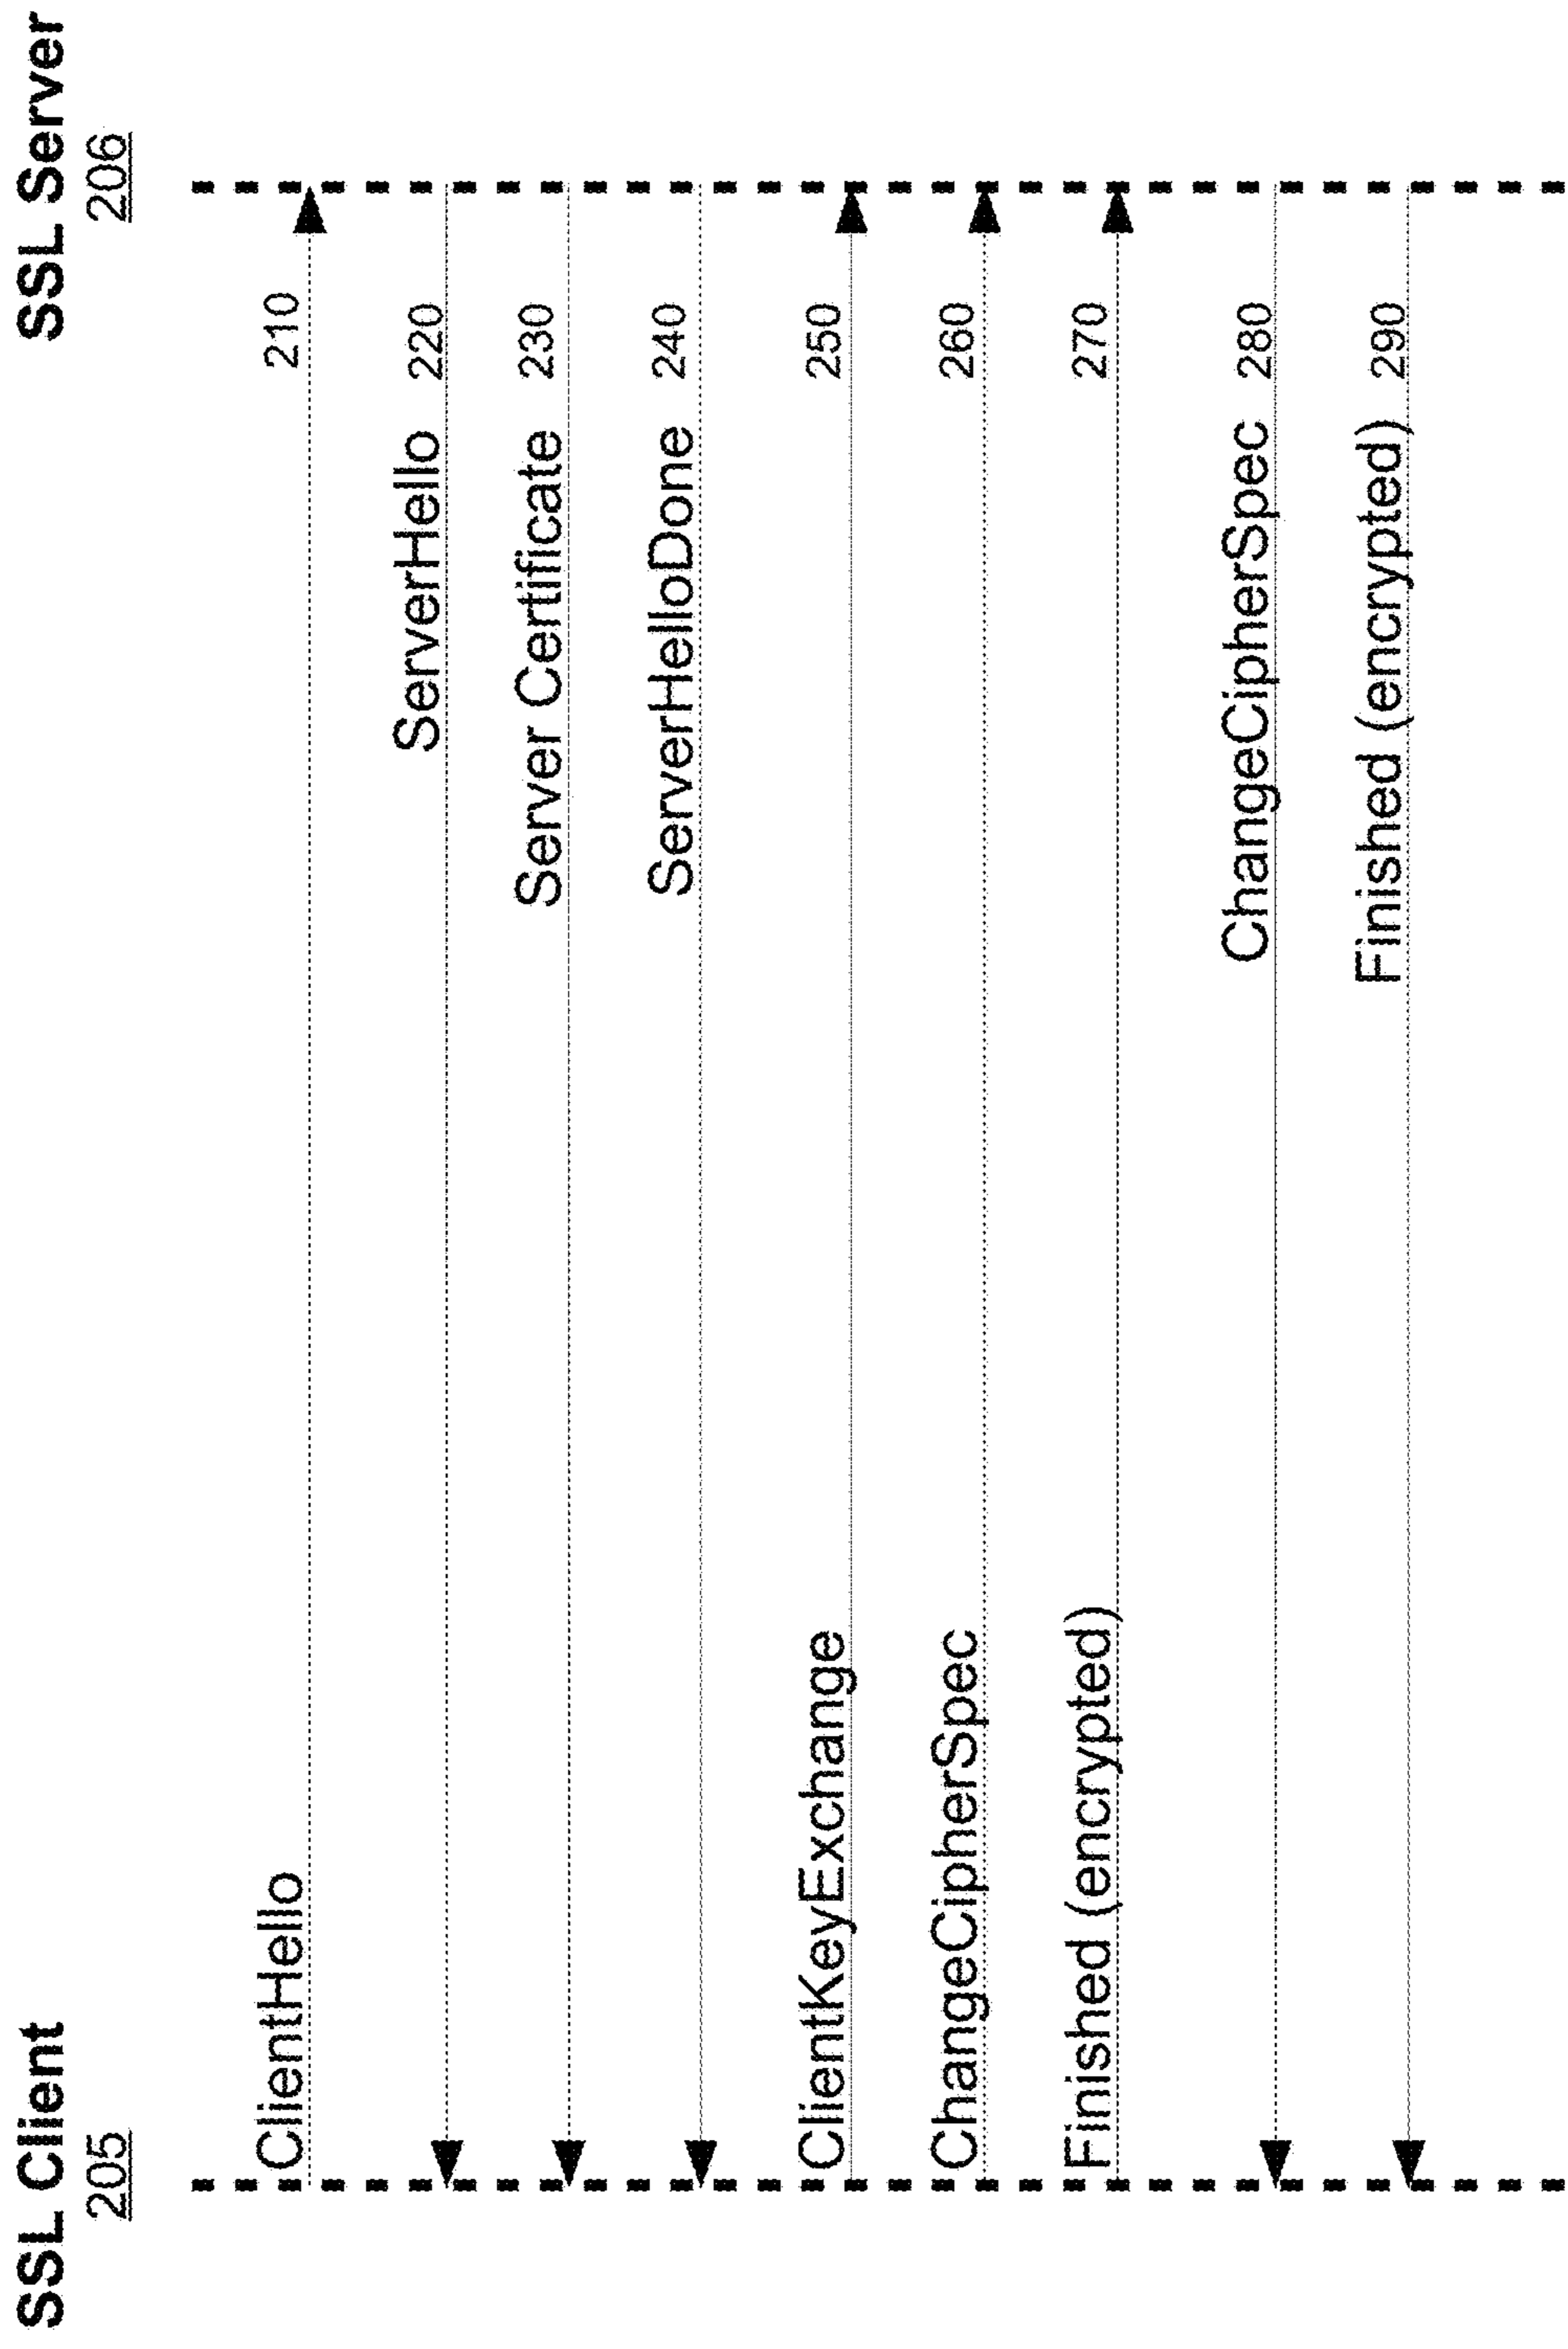 SSL Client
SSL Server
205
206
ClientHello
210
ServerHello
220
Server Certificate
230
ServerHelloDone
240
ClientKeyExchange
250
ChangeCipherSpec
260
Finished (encrypted)
270
ChangeCipherSpec
280
Finished (encrypted)
290